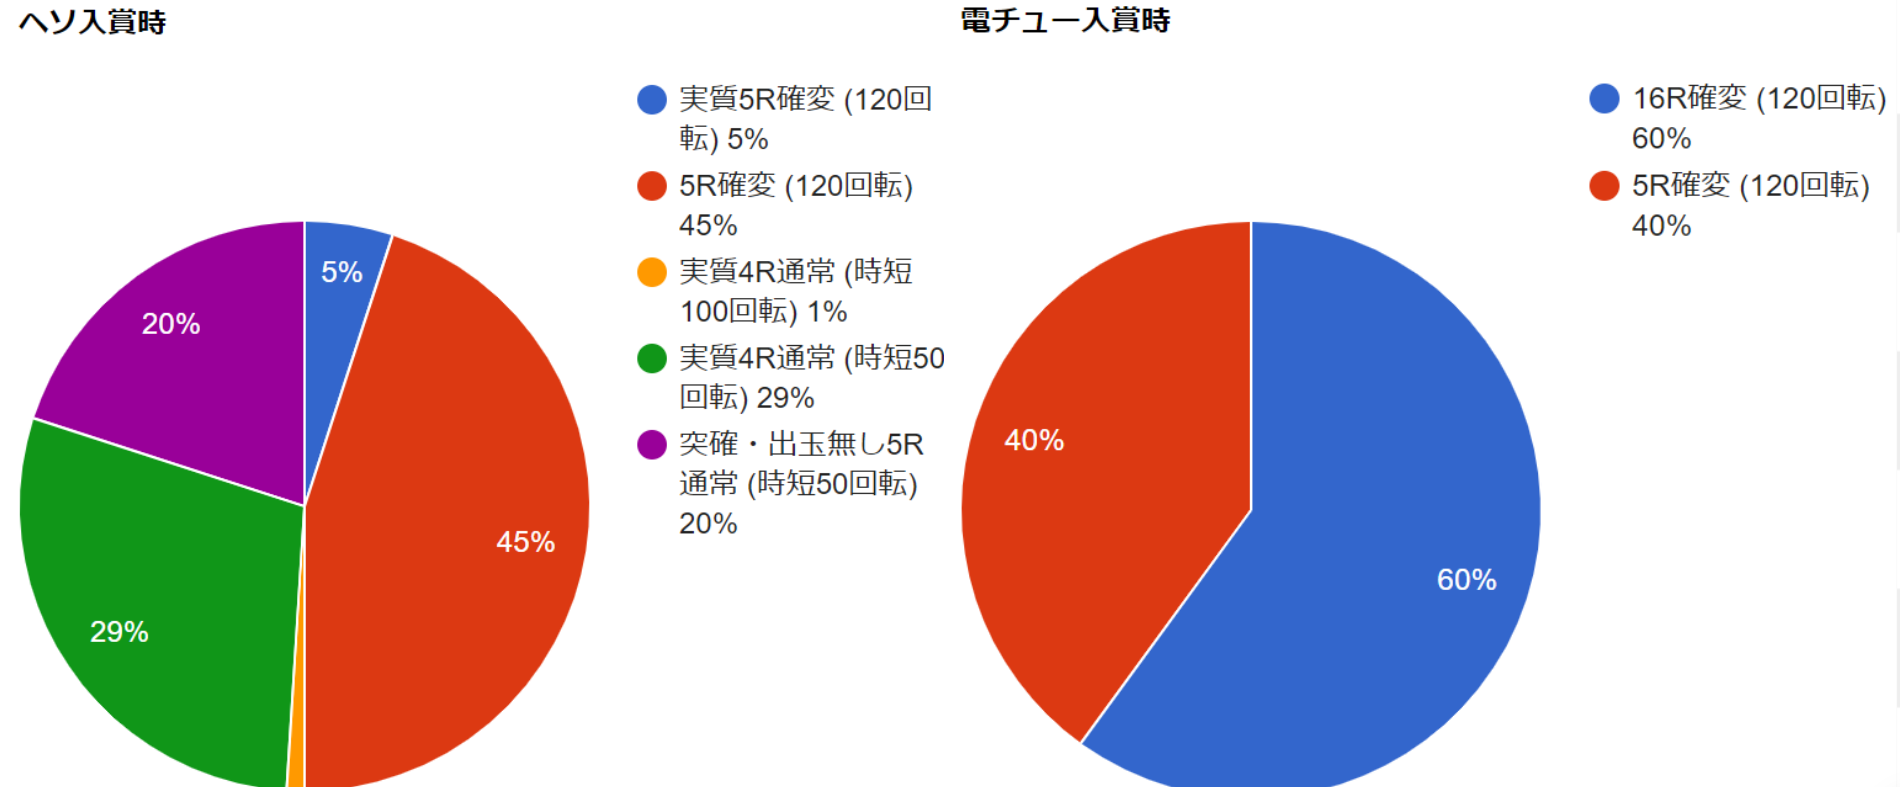 ヘソ入賞時
実質5R確変 (120回
転) 5%
5R確変 (120回転)
45%
実質4R通常 (時短
100回転) 1%
実質4R通常 (時短50
回転) 29%
突確・出玉無し5R
通常 (時短50回転)
20%
5%
20%
45%
29%
電チュー入賞時
16R確変 (120回転)
60%
5R確変 (120回転)
40%
40%
60%